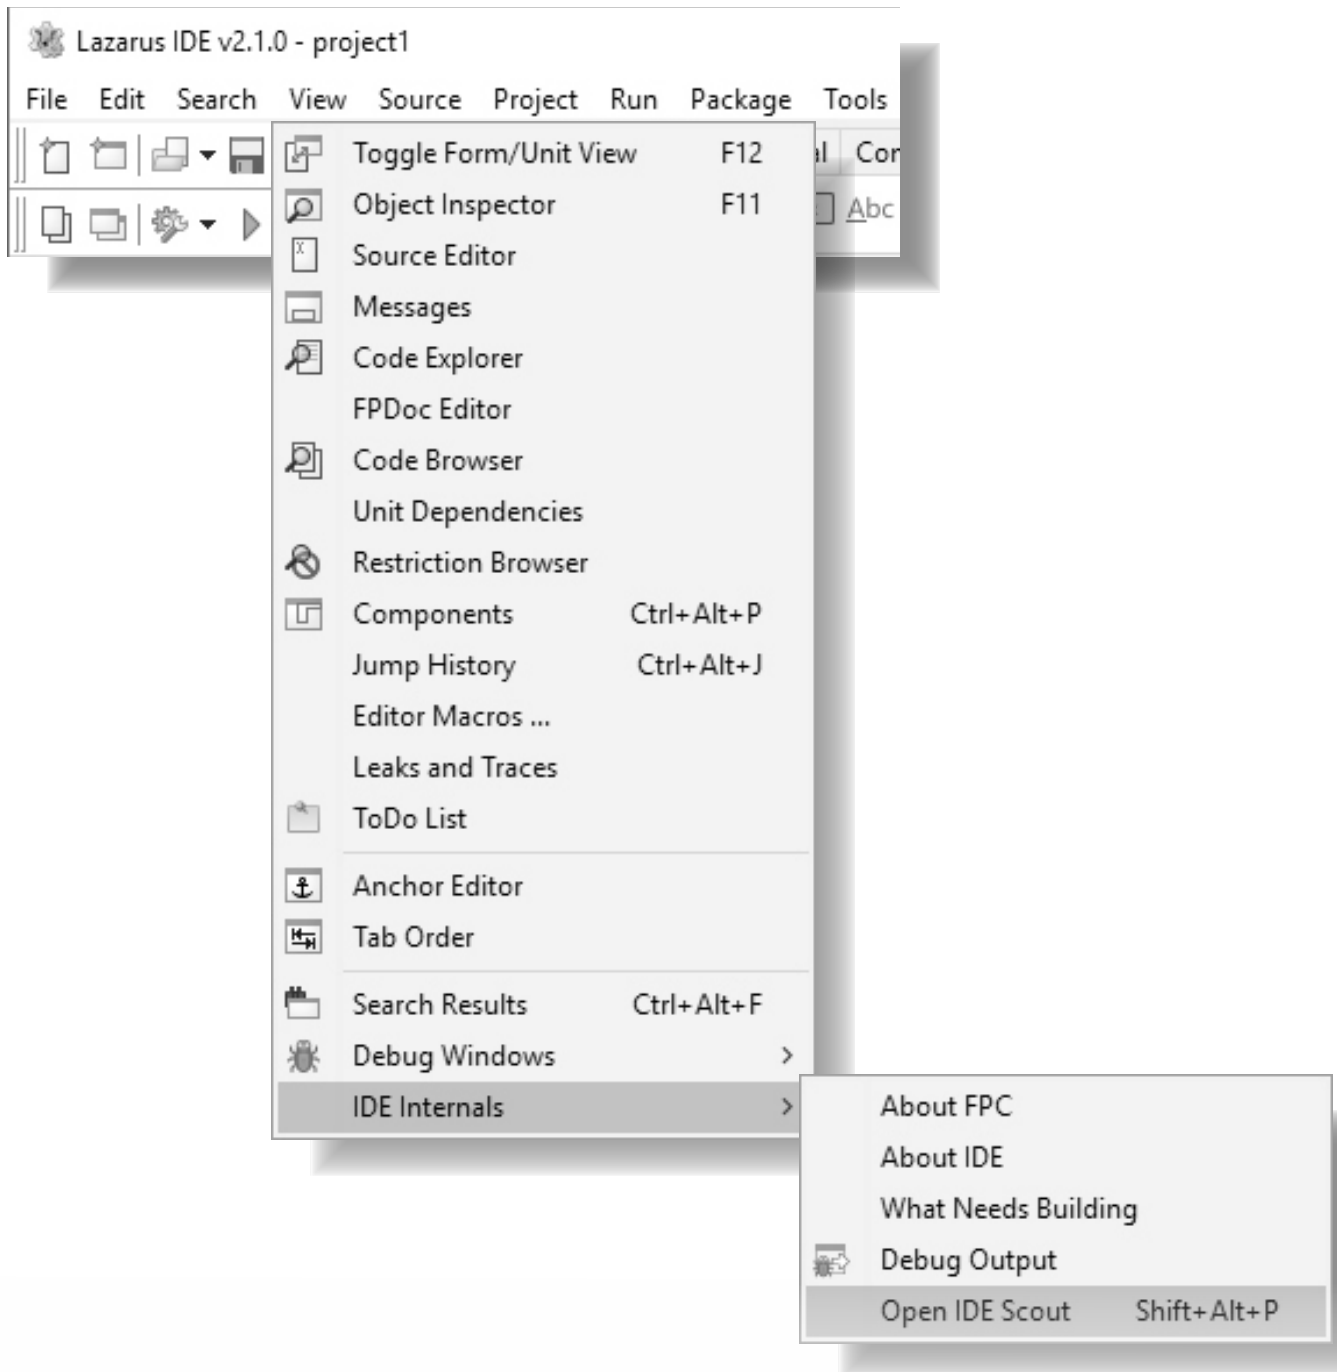 Lazarus IDE v2.1.0 - project1
File Edit Search View Source Project Run Package Tools
Toggle Form/Unit View F12
Object Inspector F11
Abc
Source Editor
Messages
Code Explorer
FPDoc Editor
Code Browser
Unit Dependencies
Restriction Browser
Components Ctrl+Alt+P
Jump History Ctrl+Alt+J
Editor Macros ...
Leaks and Traces
ToDo List
Anchor Editor
Tab Order
Search Results Ctrl+Alt+F
Debug Windows
IDE Internals
About FPC
About IDE
What Needs Building
Debug Output
Open IDE Scout Shift+Alt+P